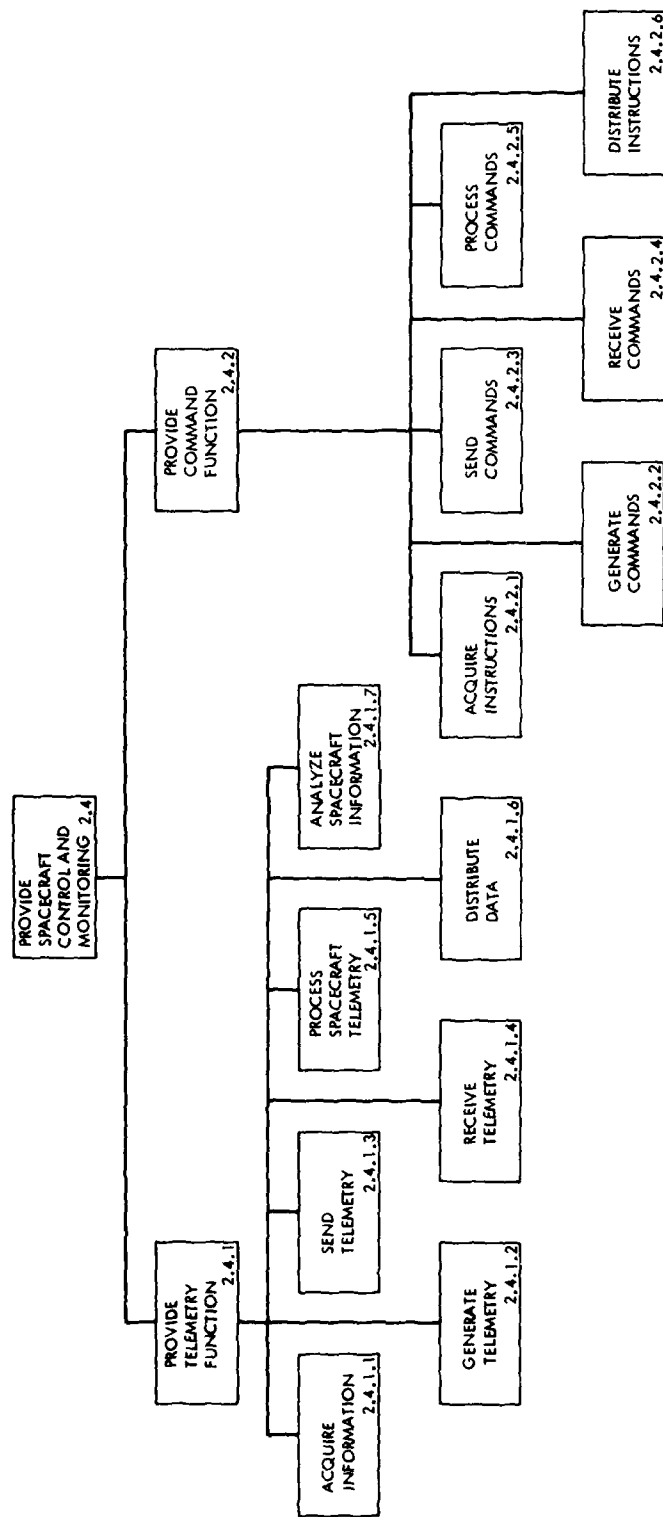 PROVIDE
SPACECRAFT
CONTROL AND
MONITORING 2.4
PROVIDE
TELEMETRY
FUNCTION
2.4.1
PROVIDE
COMMAND
FUNCTION
2.4.2
ACQUIRE
INFORMATION
2.4.1.1
GENERATE
TELEMETRY
2.4.1.2
SEND
TELEMETRY
2.4.1.3
RECEIVE
TELEMETRY
2.4.1.4
PROCESS
SPACECRAFT
TELEMETRY
2.4.1.5
DISTRIBUTE
DATA
2.4.1.6
ANALYZE
SPACECRAFT
INFORMATION
2.4.1.7
ACQUIRE
INSTRUCTIONS
2.4.2.1
GENERATE
COMMANDS
2.4.2.2
SEND
COMMANDS
2.4.2.3
RECEIVE
COMMANDS
2.4.2.4
PROCESS
COMMANDS
2.4.2.5
DISTRIBUTE
INSTRUCTIONS
2.4.2.6